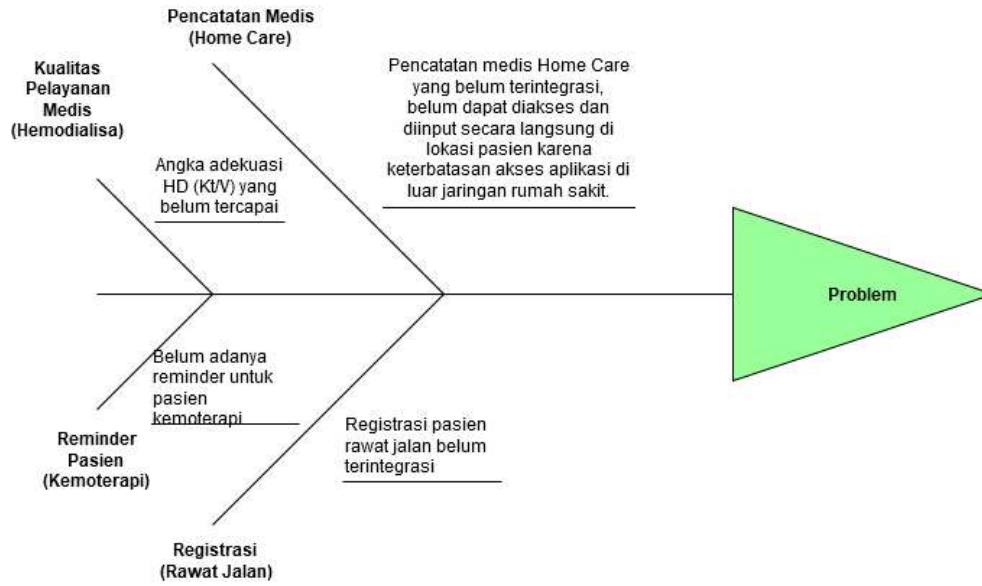 Pencatatan Medis
(Home Care)
Kualitas
Pelayanan
Medis
(Hemodialisa)
Pencatatan medis Home Care
yang belum terintegrasi,
belum dapat diakses dan
diinput secara langsung di
lokasi pasien karena
keterbatasan akses aplikasi di
luar jaringan rumah sakit.
Angka adekuasi
HD (Kt/V) yang
belum tercapai
Problem
Belum adanya
reminder untuk
pasien
kemoterapi
Registrasi pasien
rawat jalan belum
terintegrasi
Reminder
Pasien
(Kemoterapi)
Registrasi
(Rawat Jalan)